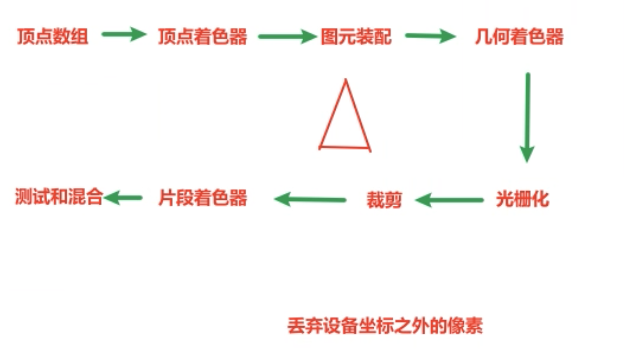 顶点数组 顶点着色器 图元装配 几何着色器
测试和混合 片段着色器 裁剪 光栅化
丢弃设备坐标之外的像素